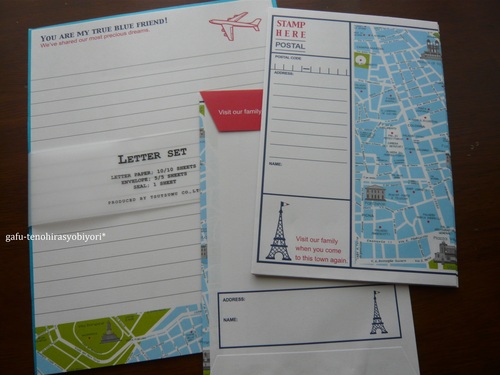 YOU ARE MY TRUE BLUE FRIEND!
We've shared our most precious dreams.
LETTER SET
LETTER PAPER: 10/10 SHEETS
ENVELOPE: 5/5 SHEETS
SEAL: 1 SHEET
gafu-tenohirasyobiyori*
Visit our family
STAMP
HERE
POSTAL
POSTAL CODE
ADDRESS:
NAME:
Visit our family
when you come
to this town again.
ADDRESS:
NAME: